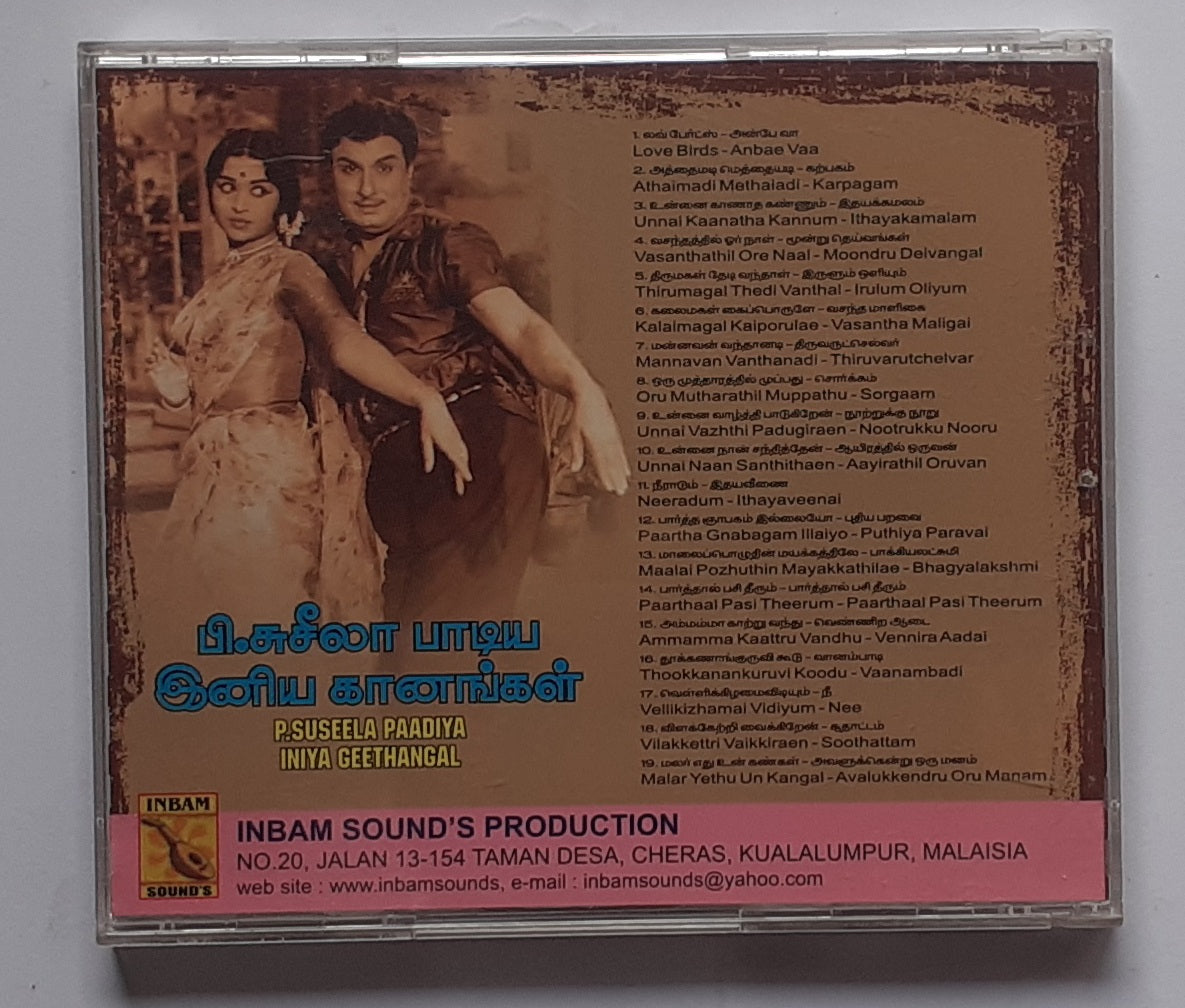 1. லவ் பேர்ட்ஸ் – அன்பே வா
Love Birds - Anbae Vaa
2. அத்தைமடி மெத்தையடி – கற்பகம்
Athaimadi Methaiadi - Karpagam
3. உன்னை காணாத கண்ணும் – இதயக்கமலம்
Unnai Kaanatha Kannum - Ithayakamalam
4. வசந்தத்தில் ஓர் நாள் – மூன்று தெய்வங்கள்
Vasanthathil Ore Naal - Moondru Deivangal
5. திருமகள் தேடி வந்தாள் – இருளும் ஒளியும்
Thirumagal Thedi Vanthal - Irulum Oliyum
6. கலைமகள் கைப்பொருளே – வசந்த மாளிகை
Kalaimagal Kaiporulae - Vasantha Maligai
7. மன்னவன் வந்தானடி – திருவருட்செல்வர்
Mannavan Vanthanadi - Thiruvarutchelvar
8. ஒரு முத்தாரத்தில் முப்பது – சொர்க்கம்
Oru Mutharathil Muppathu - Sorgaam
9. உன்னை வாழ்த்தி பாடுகிறேன் – நூற்றுக்கு நூறு
Unnai Vazhthi Padugiraen - Nootrukku Nooru
10. உன்னை நான் சந்தித்தேன் – ஆயிரத்தில் ஒருவன்
Unnai Naan Santhithaen - Aayirathil Oruvan
11. நீராடும் – இதயவீணை
Neeradum - Ithayaveenai
12. பார்த்த ஞாபகம் இல்லையோ – புதிய பறவை
Paartha Gnabagam Illaiyo - Puthiya Paravai
13. மாலைப்பொழுதின் மயக்கத்திலே – பாக்கியலட்சுமி
Maalai Pozhuthin Mayakkathilae - Bhagyalakshmi
14. பார்த்தால் பசி தீரும் – பார்த்தால் பசி தீரும்
Paarthaal Pasi Theerum - Paarthaal Pasi Theerum
15. அம்மம்மா காற்று வந்து – வெண்ணிற ஆடை
Ammamma Kaattru Vandhu - Vennira Aadai
16. தூக்கணாங்குருவி கூடு – வானம்பாடி
Thookkanankuruvi Koodu - Vaanambadi
17. வெள்ளிக்கிழமைவிடியும் – நீ
Vellikizhamai Vidiyum - Nee
18. விளக்கேற்றி வைக்கிறேன் – சூதாட்டம்
Vilakkettri Vaikkiraen - Soothattam
19. மலர் எது உன் கண்கள் – அவளுக்கென்று ஒரு மனம்
Malar Yethu Un Kangal - Avalukkendru Oru Manam
பி.சுசீலா பாடிய
இனிய கானங்கள்
P.SUSEELA PAADIYA
INIYA GEETHANGAL
INBAM
SOUND'S
INBAM SOUND'S PRODUCTION
NO.20, JALAN 13-154 TAMAN DESA, CHERAS, KUALALUMPUR, MALAISIA
web site : www.inbamsounds, e-mail : inbamsounds@yahoo.com